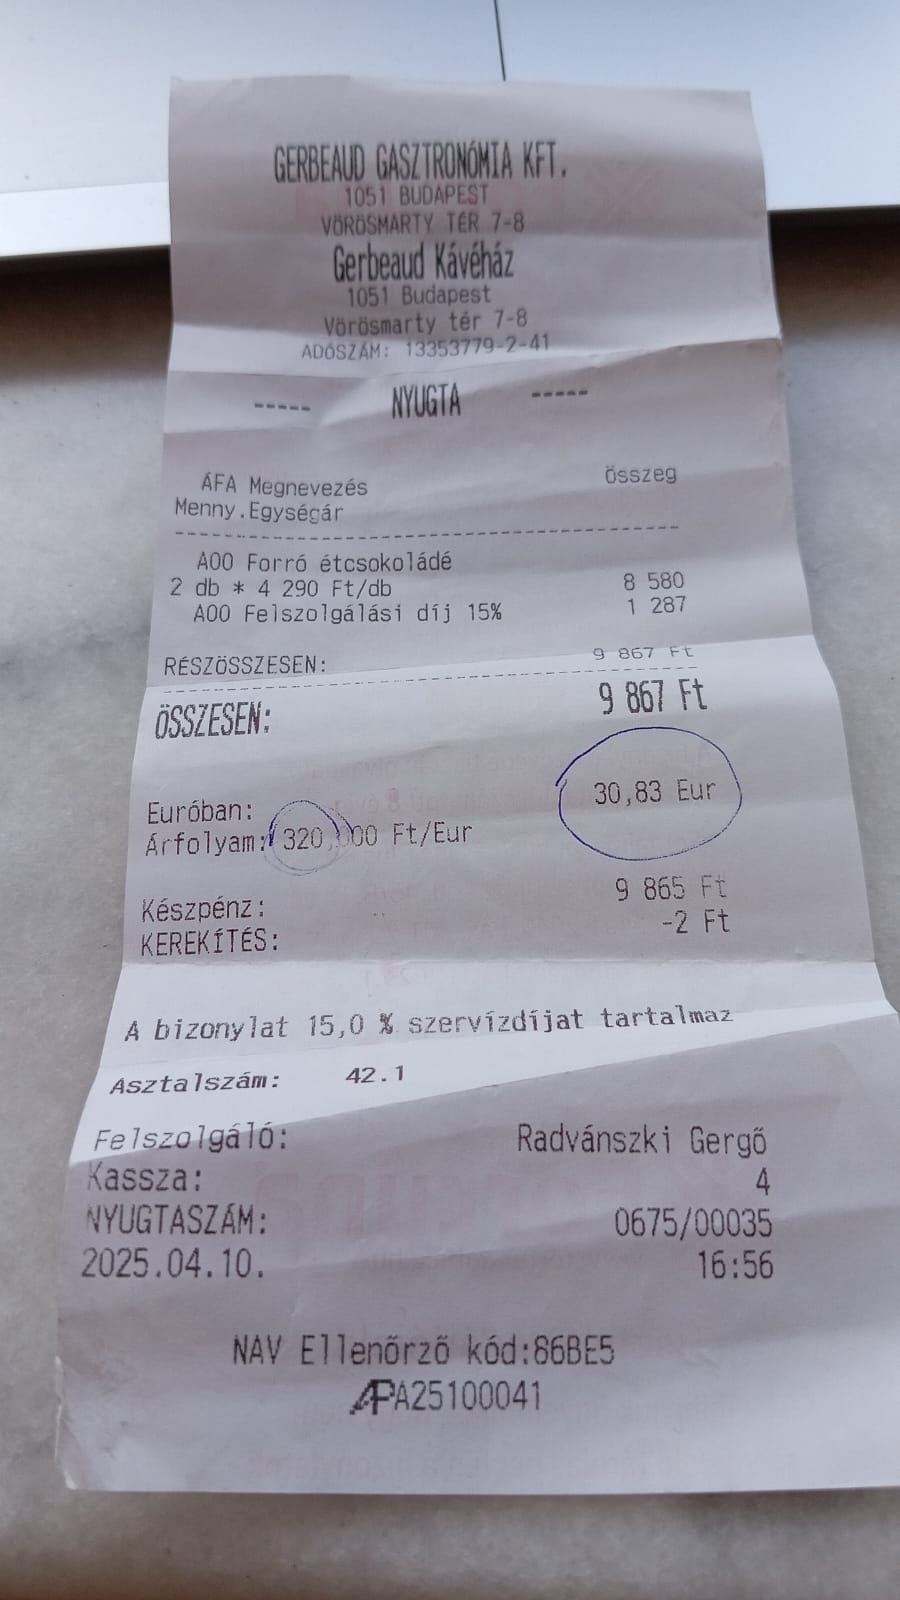 GERBEAUD GASZTRONÓMIA KFT.
1051 BUDAPEST
VÖRÖSMARTY TÉR 7-8
Gerbeaud Kávéház
1051 Budapest
Vörösmarty tér 7-8
ADÓSZÁM: 13353779-2-41
----- NYUGTA -----
ÁFA Megnevezés Összeg
Menny.Egységár
A00 Forró étcsokoládé
2 db * 4 290 Ft/db 8 580
A00 Felszolgálási díj 15% 1 287
RÉSZÖSSZESEN: 9 867 Ft
ÖSSZESEN: 9 867 Ft
Euróban: 30,83 Eur
Árfolyam: 320,000 Ft/Eur
Készpénz: 9 865 Ft
KEREKÍTÉS: -2 Ft
A bizonylat 15,0 % szervízdíjat tartalmaz
Asztalszám: 42.1
Felszolgáló: Radvánszki Gergő
Kassza: 4
NYUGTASZÁM: 0675/00035
2025.04.10. 16:56
NAV Ellenőrző kód:86BE5
APA25100041